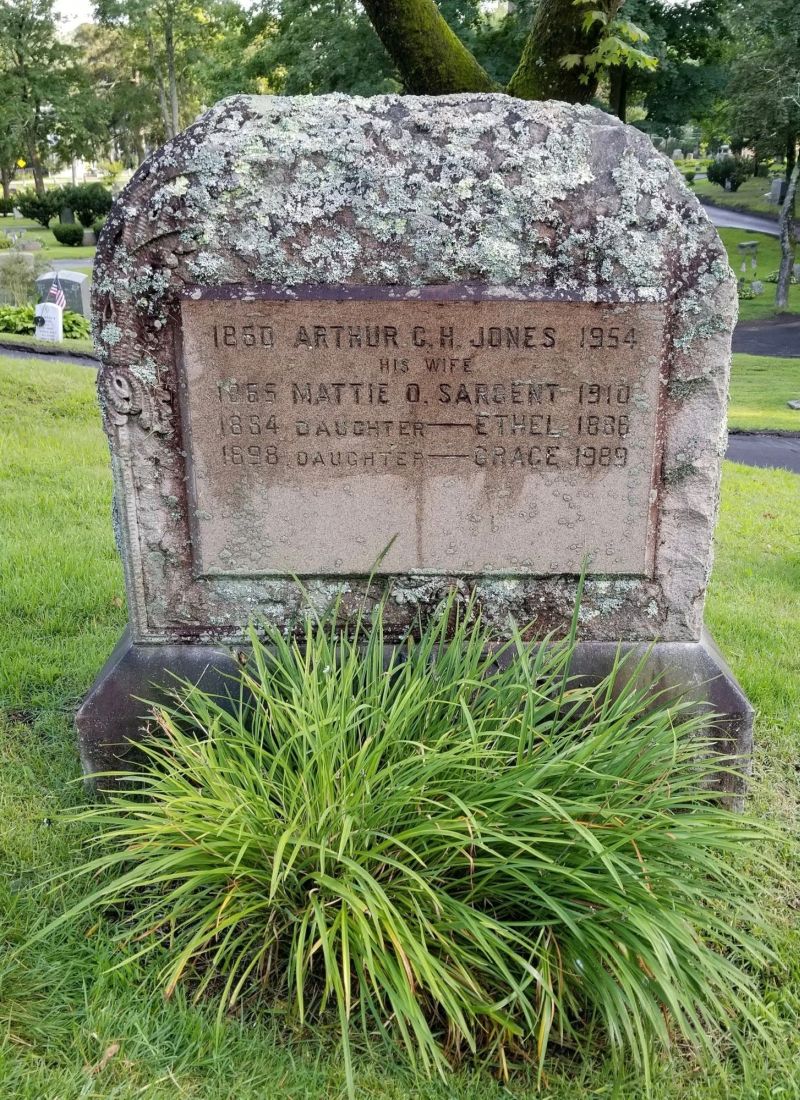 1860 ARTHUR C. H. JONES 1954
HIS WIFE
1865 MATTIE O. SARGENT 1910
1884 DAUGHTER — ETHEL 1886
1898 DAUGHTER — GRACE 1989